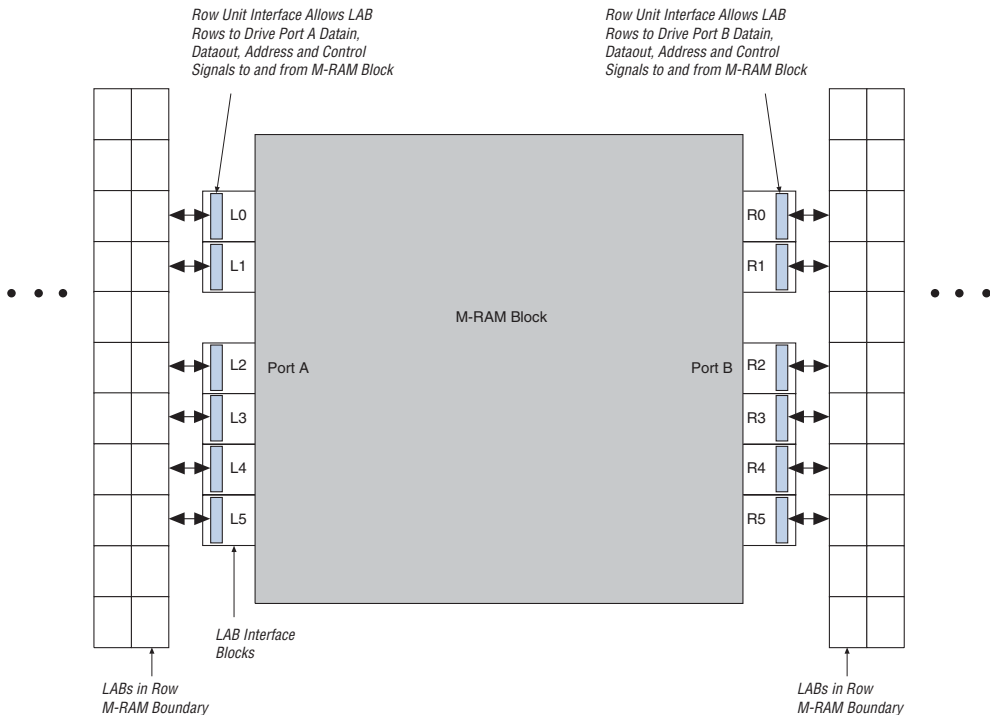 Row Unit Interface Allows LAB
Rows to Drive Port A Datain,
Dataout, Address and Control
Signals to and from M-RAM Block
Row Unit Interface Allows LAB
Rows to Drive Port B Datain,
Dataout, Address and Control
Signals to and from M-RAM Block
L0
R0
L1
R1
M-RAM Block
L2
Port A
Port B
R2
L3
R3
L4
R4
L5
R5
LAB Interface
Blocks
LABs in Row
M-RAM Boundary
LABs in Row
M-RAM Boundary